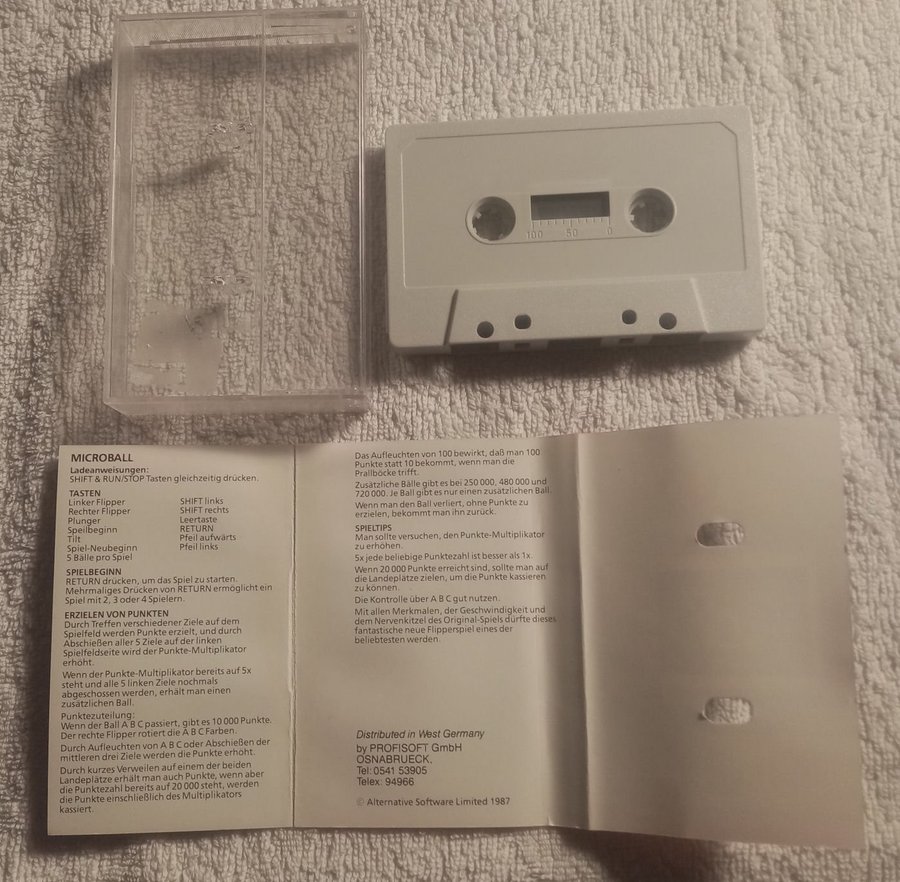 100 50 0
MICROBALL
Ladeanweisungen:
SHIFT & RUN/STOP Tasten gleichzeitig drücken.
TASTEN
Linker Flipper SHIFT links
Rechter Flipper SHIFT rechts
Plunger Leertaste
Speilbeginn RETURN
Tilt Pfeil aufwärts
Spiel-Neubeginn Pfeil links
5 Bälle pro Spiel
SPIELBEGINN
RETURN drücken, um das Spiel zu starten.
Mehrmaliges Drücken von RETURN ermöglicht ein
Spiel mit 2, 3 oder 4 Spielern.
ERZIELEN VON PUNKTEN
Durch Treffen verschiedener Ziele auf dem
Spielfeld werden Punkte erzielt, und durch
Abschießen aller 5 Ziele auf der linken
Spielfeldseite wird der Punkte-Multiplikator
erhöht.
Wenn der Punkte-Multiplikator bereits auf 5x
steht und alle 5 linken Ziele nochmals
abgeschossen werden, erhält man einen
zusätzlichen Ball.
Punktezuteilung:
Wenn der Ball A B C passiert, gibt es 10 000 Punkte.
Der rechte Flipper rotiert die A B C Farben.
Durch Aufleuchten von A B C oder Abschießen der
mittleren drei Ziele werden die Punkte erhöht.
Durch kurzes Verweilen auf einem der beiden
Landeplätze erhält man auch Punkte, wenn aber
die Punktezahl bereits auf 20 000 steht, werden
die Punkte einschließlich des Multiplikators
kassiert.
Das Aufleuchten von 100 bewirkt, daß man 100
Punkte statt 10 bekommt, wenn man die
Prallböcke trifft.
Zusätzliche Bälle gibt es bei 250 000, 480 000 und
720 000. Je Ball gibt es nur einen zusätzlichen Ball.
Wenn man den Ball verliert, ohne Punkte zu
erzielen, bekommt man ihn zurück.
SPIELTIPS
Man sollte versuchen, den Punkte-Multiplikator
zu erhöhen.
5x jede beliebige Punktezahl ist besser als 1x.
Wenn 20 000 Punkte erreicht sind, sollte man auf
die Landeplätze zielen, um die Punkte kassieren
zu können.
Die Kontrolle über A B C gut nutzen.
Mit allen Merkmalen, der Geschwindigkeit und
dem Nervenkitzel des Original-Spiels dürfte dieses
fantastische neue Flipperspiel eines der
beliebtesten werden.
Distributed in West Germany
by PROFISOFT GmbH
OSNABRUECK.
Tel: 0541 53905
Telex: 94966
© Alternative Software Limited 1987